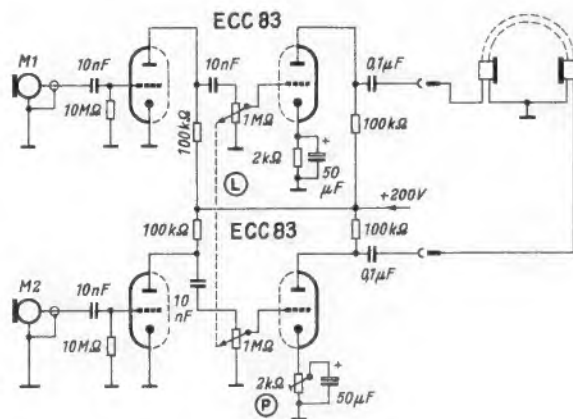 ECC 83
M1
10nF
10MΩ
10nF
100kΩ
1MΩ
L
2kΩ
+
50 μF
0,1μF
100kΩ
+200V
100kΩ
ECC 83
100kΩ
M2
10nF
10MΩ
10 nF
1MΩ
0,1μF
2kΩ
+
50μF
P